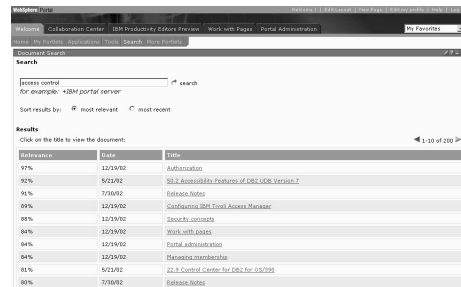 WebSphere Portal
Welcome ! | Edit Layout | New Page | Edit my profile | Help | Log
Welcome Collaboration Center IBM Productivity Editors Preview Work with Pages Portal Administration My Favorites
Home My Portlets Applications Tools Search More Portlets
Document Search
Search
access control search
for example: +IBM portal server
Sort results by: most relevant most recent
Results
Click on the title to view the document: 1-10 of 200
Relevance Date Title
97% 12/19/02 Authorization
92% 5/21/02 50.2 Accessibility Features of DB2 UDB Version 7
91% 7/30/02 Release Notes
89% 12/19/02 Configuring IBM Tivoli Access Manager
88% 12/19/02 Security concepts
84% 12/19/02 Work with pages
84% 12/19/02 Portal administration
84% 12/19/02 Managing membership
81% 5/21/02 22.9 Control Center for DB2 for OS/390
80% 7/30/02 Release Notes